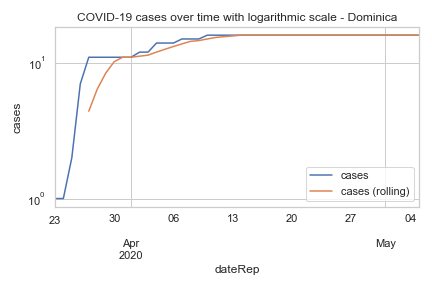 COVID-19 cases over time with logarithmic scale - Dominica
cases
10¹
10⁰
cases
cases (rolling)
23 30 06 13 20 27 04
Apr May
2020
dateRep